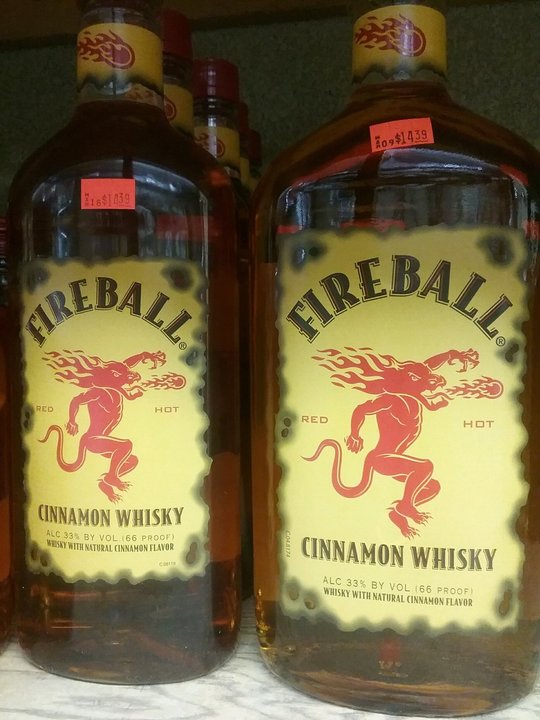 $14.39
FIREBALL®
RED HOT
CINNAMON WHISKY
ALC 33% BY VOL (66 PROOF)
WHISKY WITH NATURAL CINNAMON FLAVOR
09 $14.39
FIREBALL®
RED HOT
CINNAMON WHISKY
ALC 33% BY VOL (66 PROOF)
WHISKY WITH NATURAL CINNAMON FLAVOR